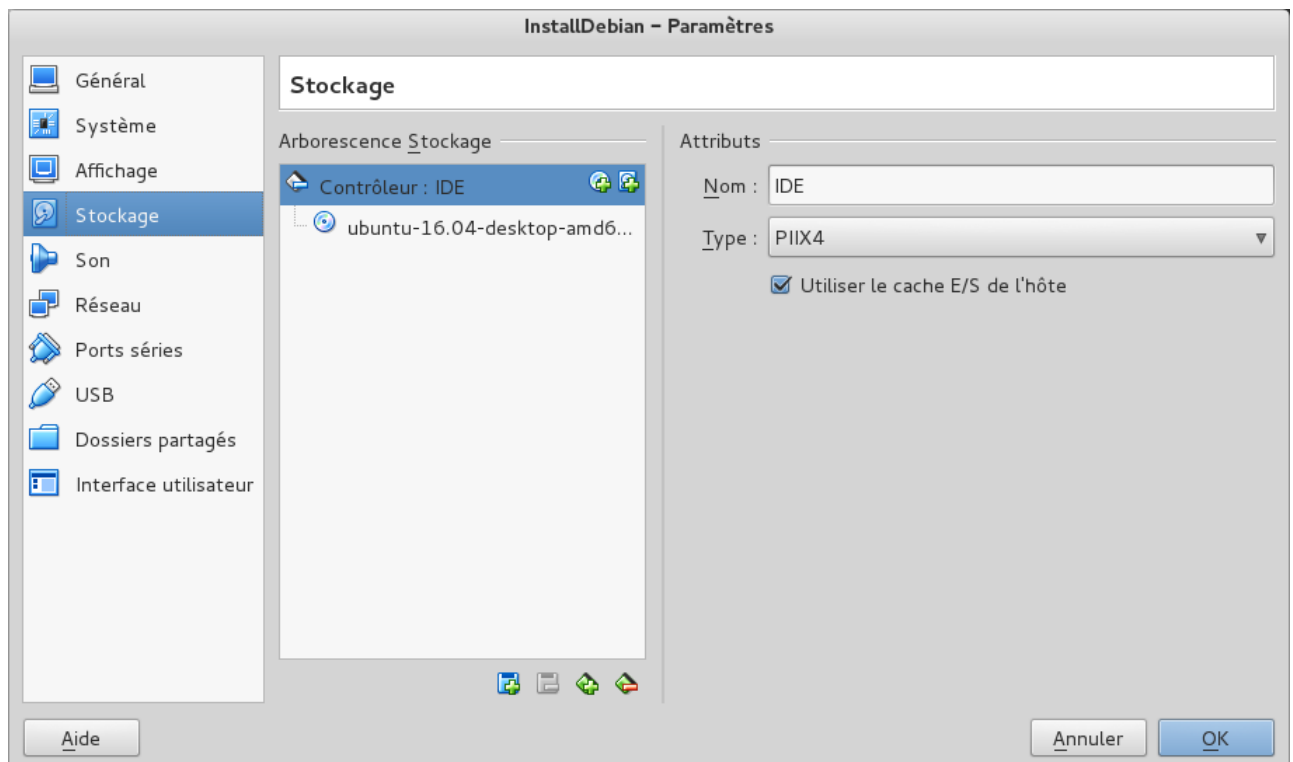 InstallDebian – Paramètres
Général
Système
Affichage
Stockage
Son
Réseau
Ports séries
USB
Dossiers partagés
Interface utilisateur
Stockage
Arborescence Stockage
Contrôleur : IDE
ubuntu-16.04-desktop-amd6...
Attributs
Nom : IDE
Type : PIIX4
Utiliser le cache E/S de l'hôte
Aide
Annuler
OK